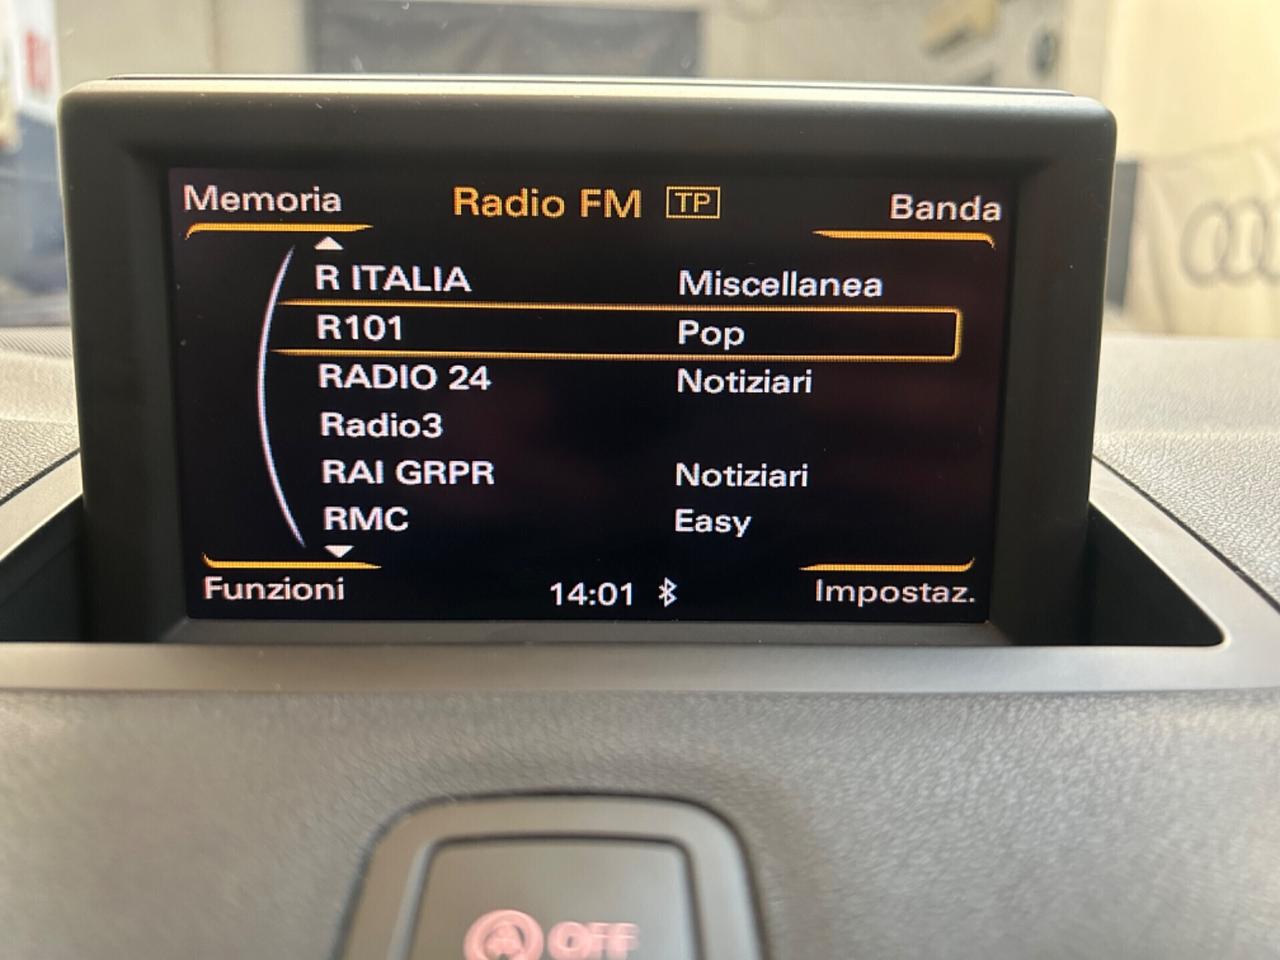 Memoria Radio FM TP Banda
R ITALIA Miscellanea
R101 Pop
RADIO 24 Notiziari
Radio3
RAI GRPR Notiziari
RMC Easy
Funzioni 14:01 Impostaz.
A OFF